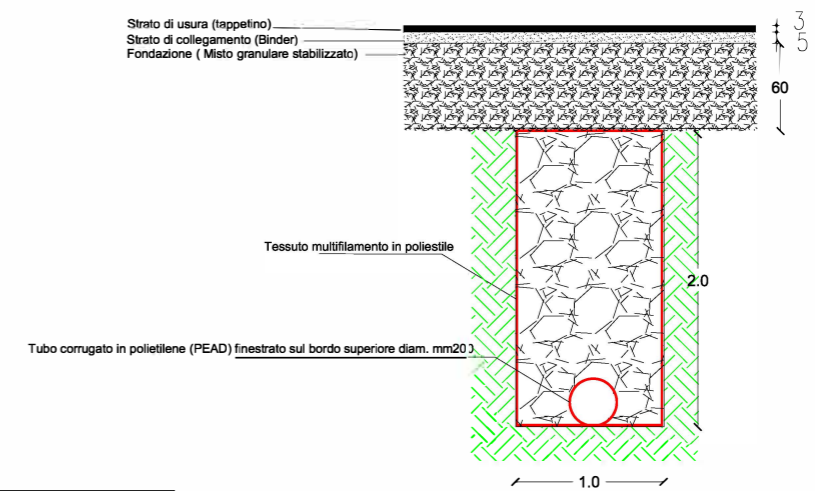 Strato di usura (tappetino)
Strato di collegamento (Binder)
Fondazione ( Misto granulare stabilizzato)
3
5
60
Tessuto multifilamento in poliestile
2.0
Tubo corrugato in polietilene (PEAD) finestrato sul bordo superiore diam. mm200
1.0